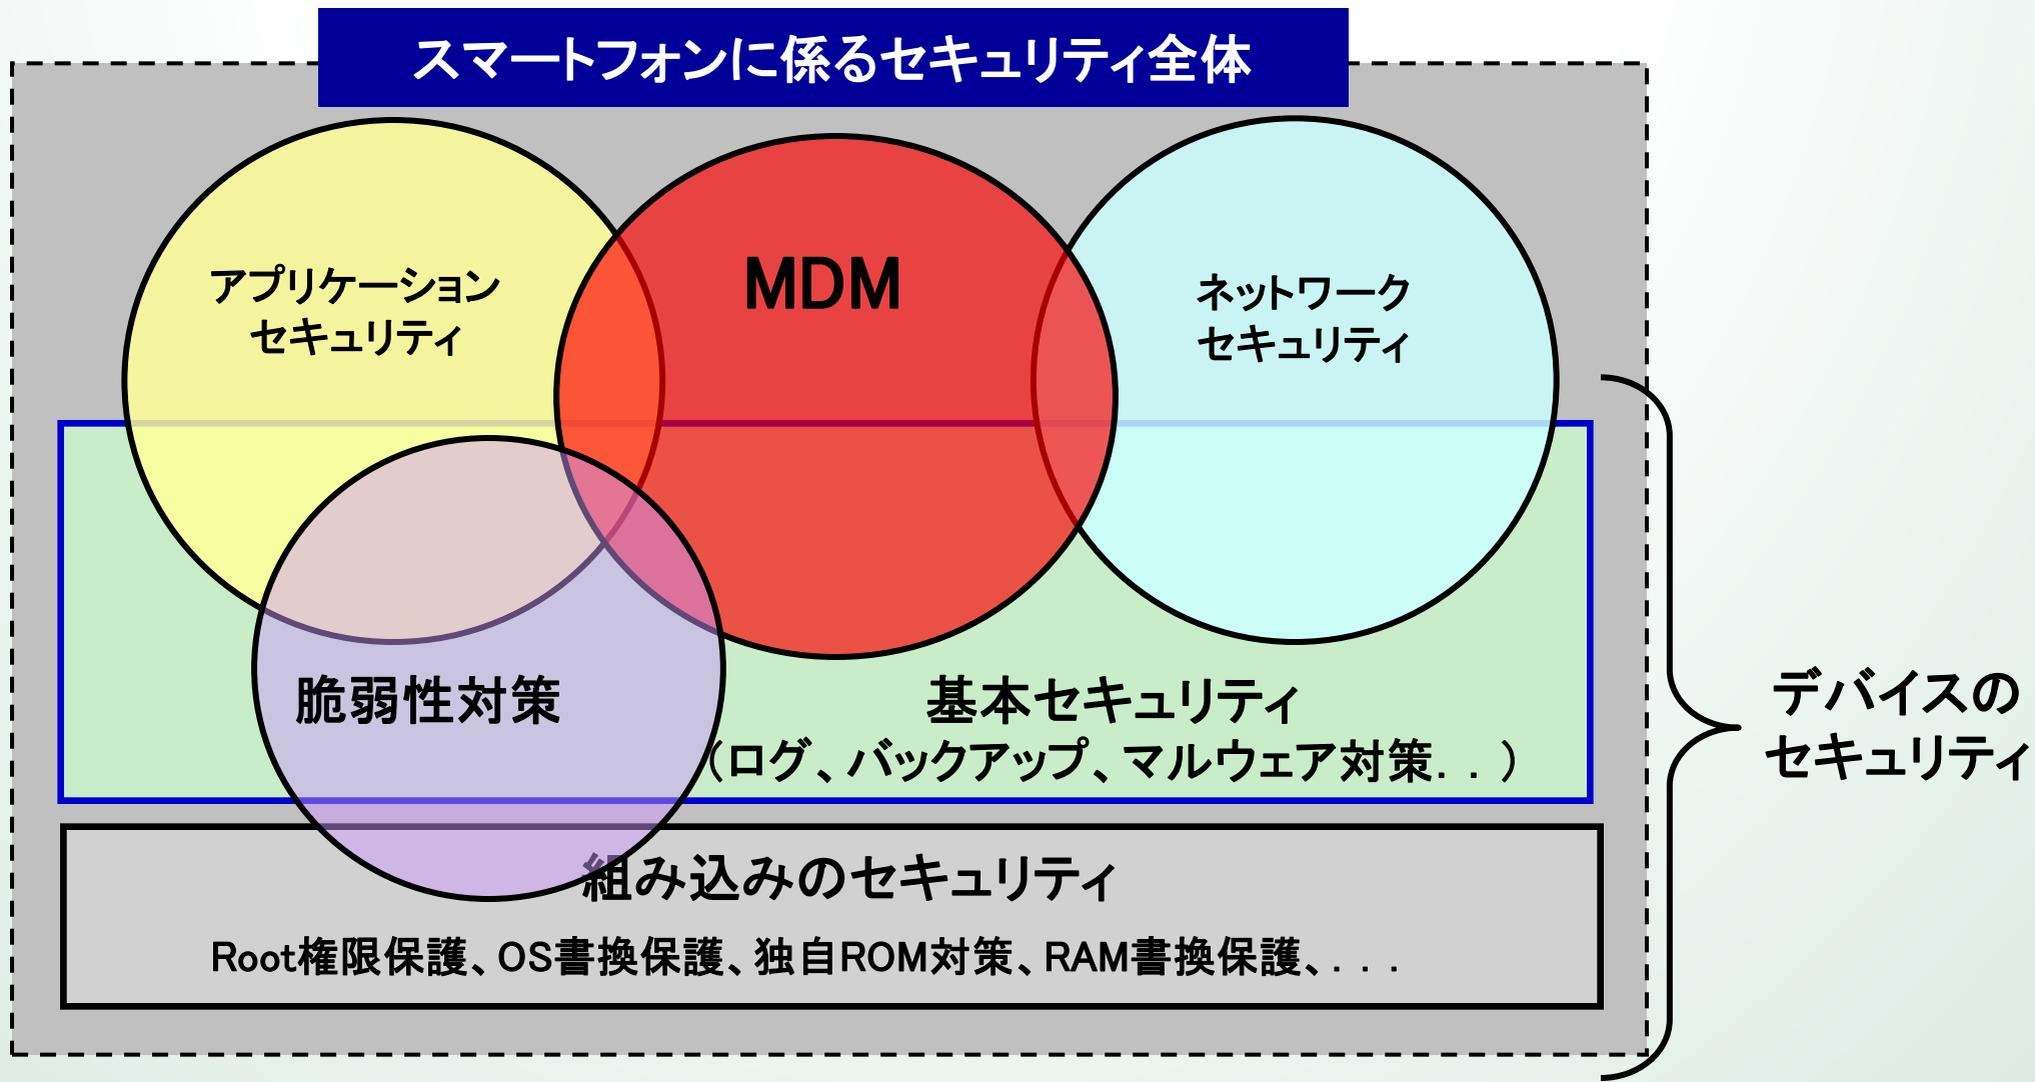 スマートフォンに係るセキュリティ全体
アプリケーション
セキュリティ
MDM
ネットワーク
セキュリティ
脆弱性対策
基本セキュリティ
（ログ、バックアップ、マルウェア対策．．）
デバイスの
セキュリティ
組み込みのセキュリティ
Root権限保護、OS書換保護、独自ROM対策、RAM書換保護、．．．